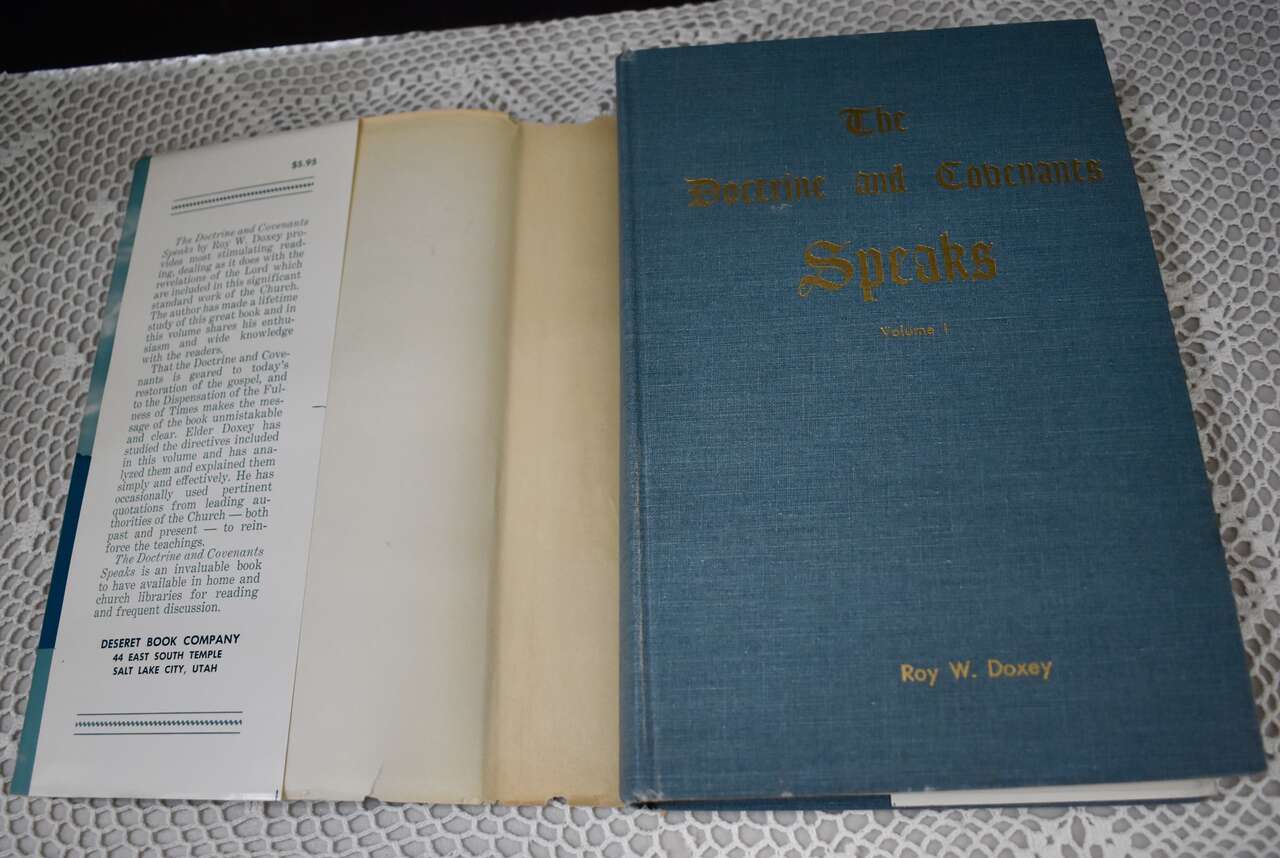 $5.95
The Doctrine and Covenants
Speaks by Roy W. Doxey pro-
vides most stimulating read-
ing, dealing as it does with the
revelations of the Lord which
are included in this significant
standard work of the Church.
The author has made a lifetime
study of this great book and in
this volume shares his enthu-
siasm and wide knowledge
with the readers.
That the Doctrine and Cove-
nants is geared to today's
restoration of the gospel, and
to the Dispensation of the Ful-
ness of Times makes the mes-
sage of the book unmistakable
and clear. Elder Doxey has
studied the directives included
in this volume and has ana-
lyzed them and explained them
simply and effectively. He has
occasionally used pertinent
quotations from leading au-
thorities of the Church — both
past and present — to rein-
force the teachings.
The Doctrine and Covenants
Speaks is an invaluable book
to have available in home and
church libraries for reading
and frequent discussion.
DESERET BOOK COMPANY
44 EAST SOUTH TEMPLE
SALT LAKE CITY, UTAH
The
Doctrine and Covenants
Speaks
Volume I
Roy W. Doxey